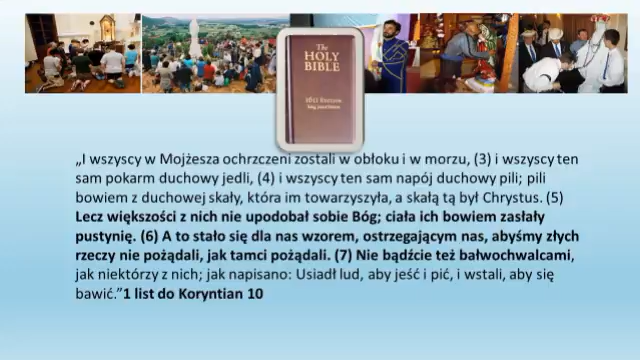 The
HOLY
BIBLE
1611 EDITION
„I wszyscy w Mojżesza ochrzczeni zostali w obłoku i w morzu, (3) i wszyscy ten
sam pokarm duchowy jedli, (4) i wszyscy ten sam napój duchowy pili; pili
bowiem z duchowej skały, która im towarzyszyła, a skałą tą był Chrystus. (5)
Lecz większości z nich nie upodobał sobie Bóg; ciała ich bowiem zasłały
pustynię. (6) A to stało się dla nas wzorem, ostrzegającym nas, abyśmy złych
rzeczy nie pożądali, jak tamci pożądali. (7) Nie bądźcie też bałwochwalcami,
jak niektórzy z nich; jak napisano: Usiadł lud, aby jeść i pić, i wstali, aby się
bawić.”1 list do Koryntian 10